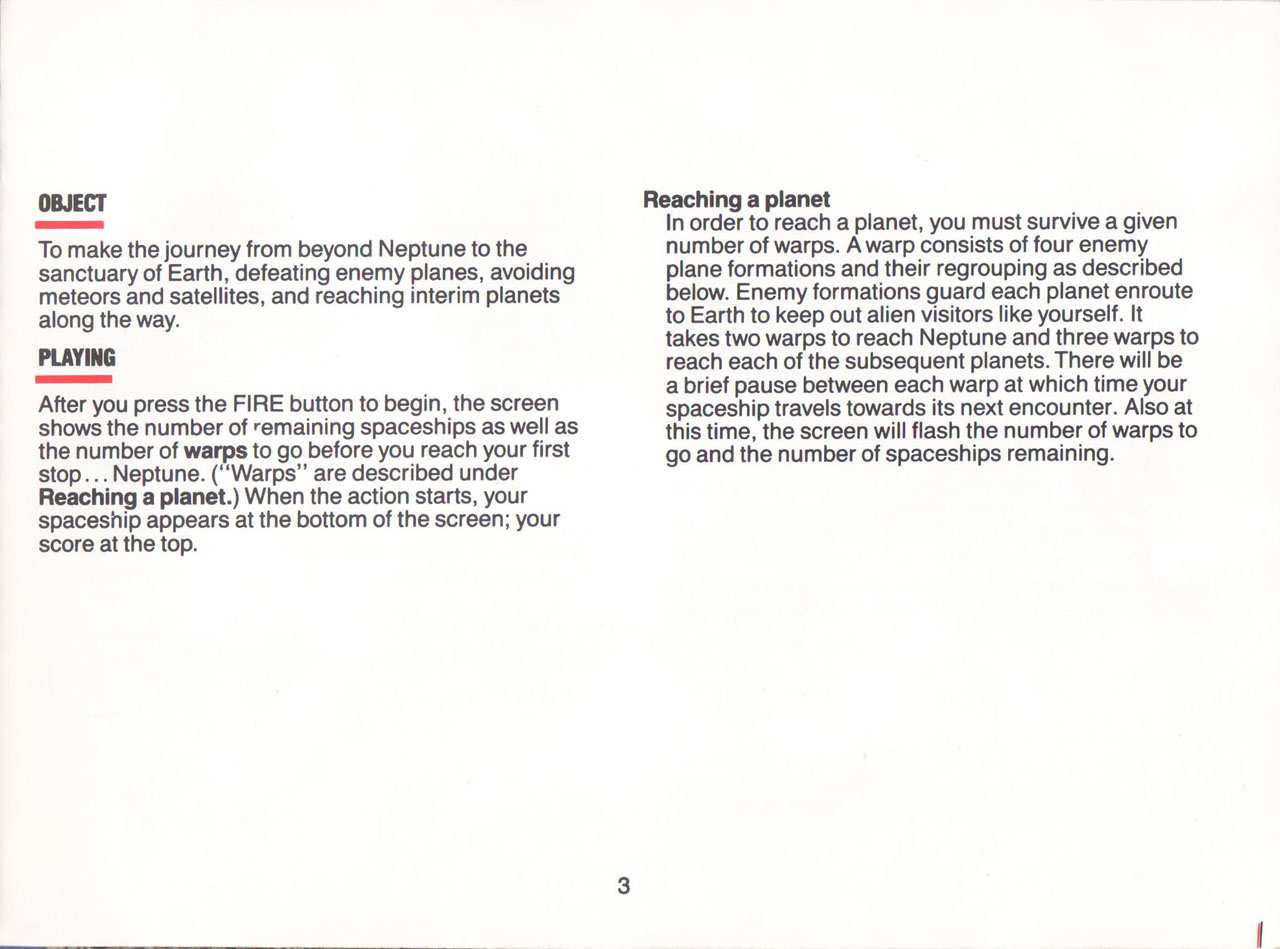 OBJECT
To make the journey from beyond Neptune to the
sanctuary of Earth, defeating enemy planes, avoiding
meteors and satellites, and reaching interim planets
along the way.
PLAYING
After you press the FIRE button to begin, the screen
shows the number of remaining spaceships as well as
the number of warps to go before you reach your first
stop... Neptune. (“Warps” are described under
Reaching a planet.) When the action starts, your
spaceship appears at the bottom of the screen; your
score at the top.
Reaching a planet
In order to reach a planet, you must survive a given
number of warps. A warp consists of four enemy
plane formations and their regrouping as described
below. Enemy formations guard each planet enroute
to Earth to keep out alien visitors like yourself. It
takes two warps to reach Neptune and three warps to
reach each of the subsequent planets. There will be
a brief pause between each warp at which time your
spaceship travels towards its next encounter. Also at
this time, the screen will flash the number of warps to
go and the number of spaceships remaining.
3